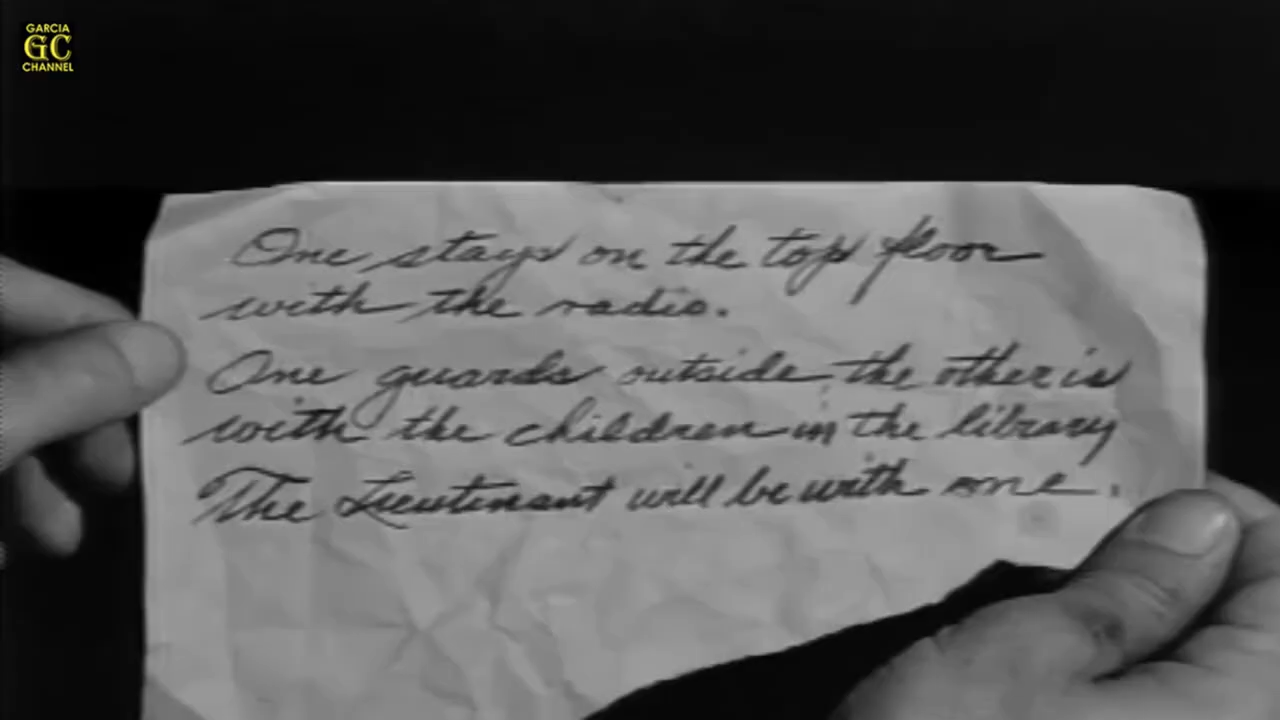 GARCIA
GC
CHANNEL
One stays on the top floor
with the radio.
One guards outside, the other is
with the children in the library
The Lieutenant will be with me.